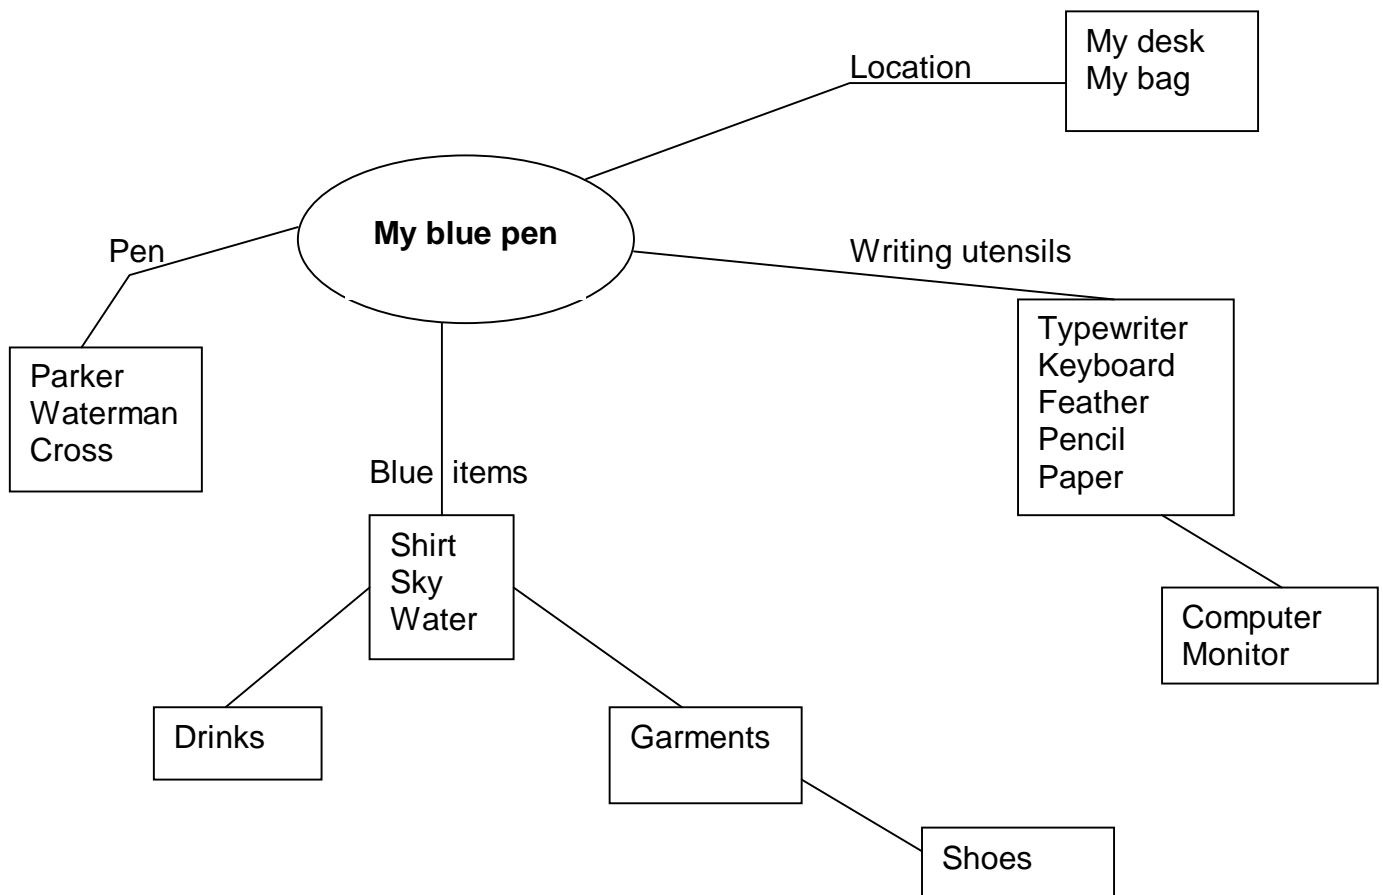 My desk
My bag
Location
My blue pen
Pen
Writing utensils
Parker
Waterman
Cross
Typewriter
Keyboard
Feather
Pencil
Paper
Blue items
Shirt
Sky
Water
Computer
Monitor
Drinks
Garments
Shoes